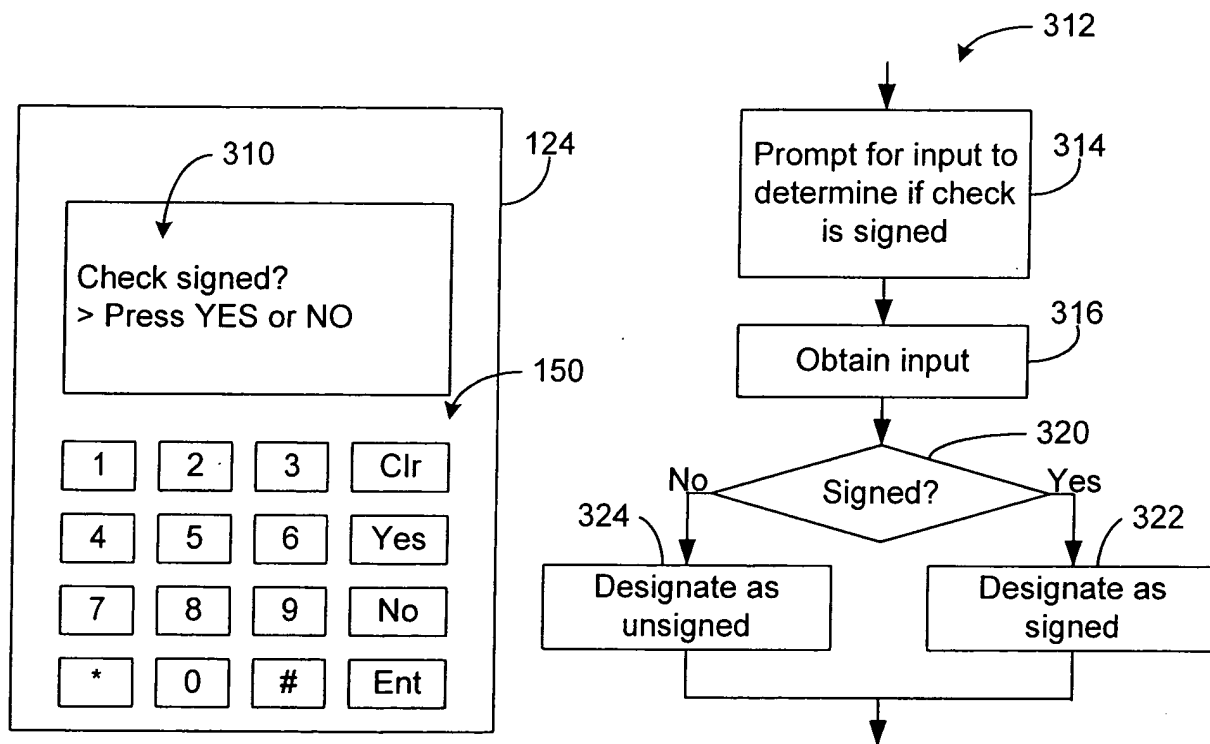 312
310
124
Check signed?
> Press YES or NO
150
1 2 3 Clr
4 5 6 Yes
7 8 9 No
* 0 # Ent
Prompt for input to
determine if check
is signed
314
Obtain input
316
320
No
Signed?
Yes
324
322
Designate as
unsigned
Designate as
signed